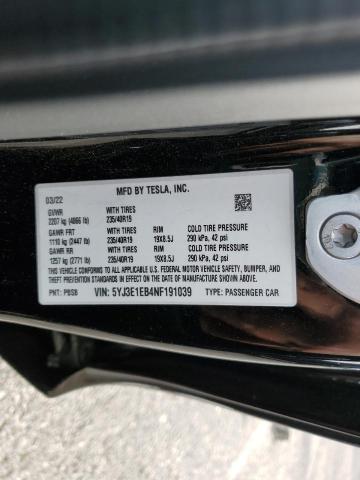 MFD BY TESLA, INC.
03/22
GVWR WITH TIRES
2207 kg (4866 lb) 235/40R19
GAWR FRT WITH TIRES RIM COLD TIRE PRESSURE
1110 kg (2447 lb) 235/40R19 19X8.5J 290 kPa, 42 psi
GAWR RR WITH TIRES RIM COLD TIRE PRESSURE
1257 kg (2771 lb) 235/40R19 19X8.5J 290 kPa, 42 psi
THIS VEHICLE CONFORMS TO ALL APPLICABLE U.S. FEDERAL MOTOR VEHICLE SAFETY, BUMPER, AND
THEFT PREVENTION STANDARDS IN EFFECT ON THE DATE OF MANUFACTURE SHOWN ABOVE.
PNT: PBSB VIN: 5YJ3E1EB4NF191039 TYPE: PASSENGER CAR